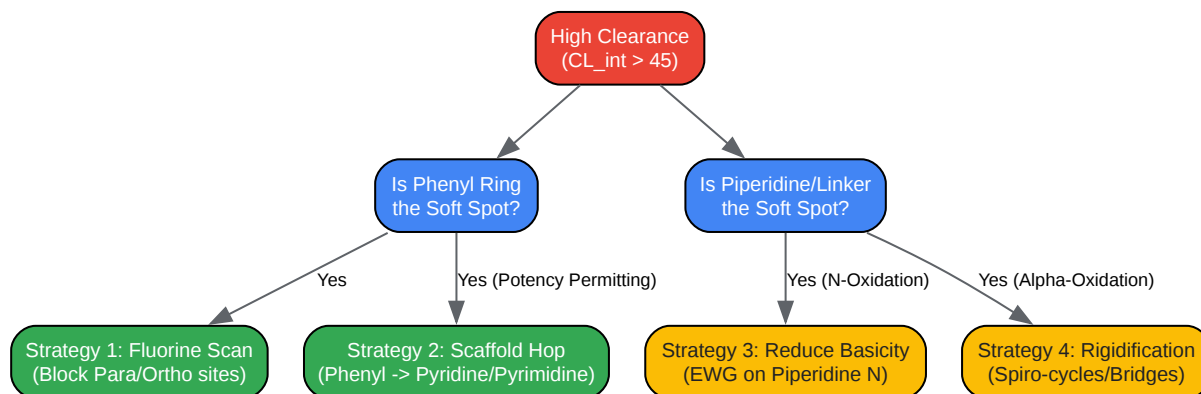 High Clearance
(CL_int > 45)
Is Phenyl Ring
the Soft Spot?
Is Piperidine/Linker
the Soft Spot?
Yes
Yes (Potency Permitting)
Yes (N-Oxidation)
Yes (Alpha-Oxidation)
Strategy 1: Fluorine Scan
(Block Para/Ortho sites)
Strategy 2: Scaffold Hop
(Phenyl -> Pyridine/Pyrimidine)
Strategy 3: Reduce Basicity
(EWG on Piperidine N)
Strategy 4: Rigidification
(Spiro-cycles/Bridges)